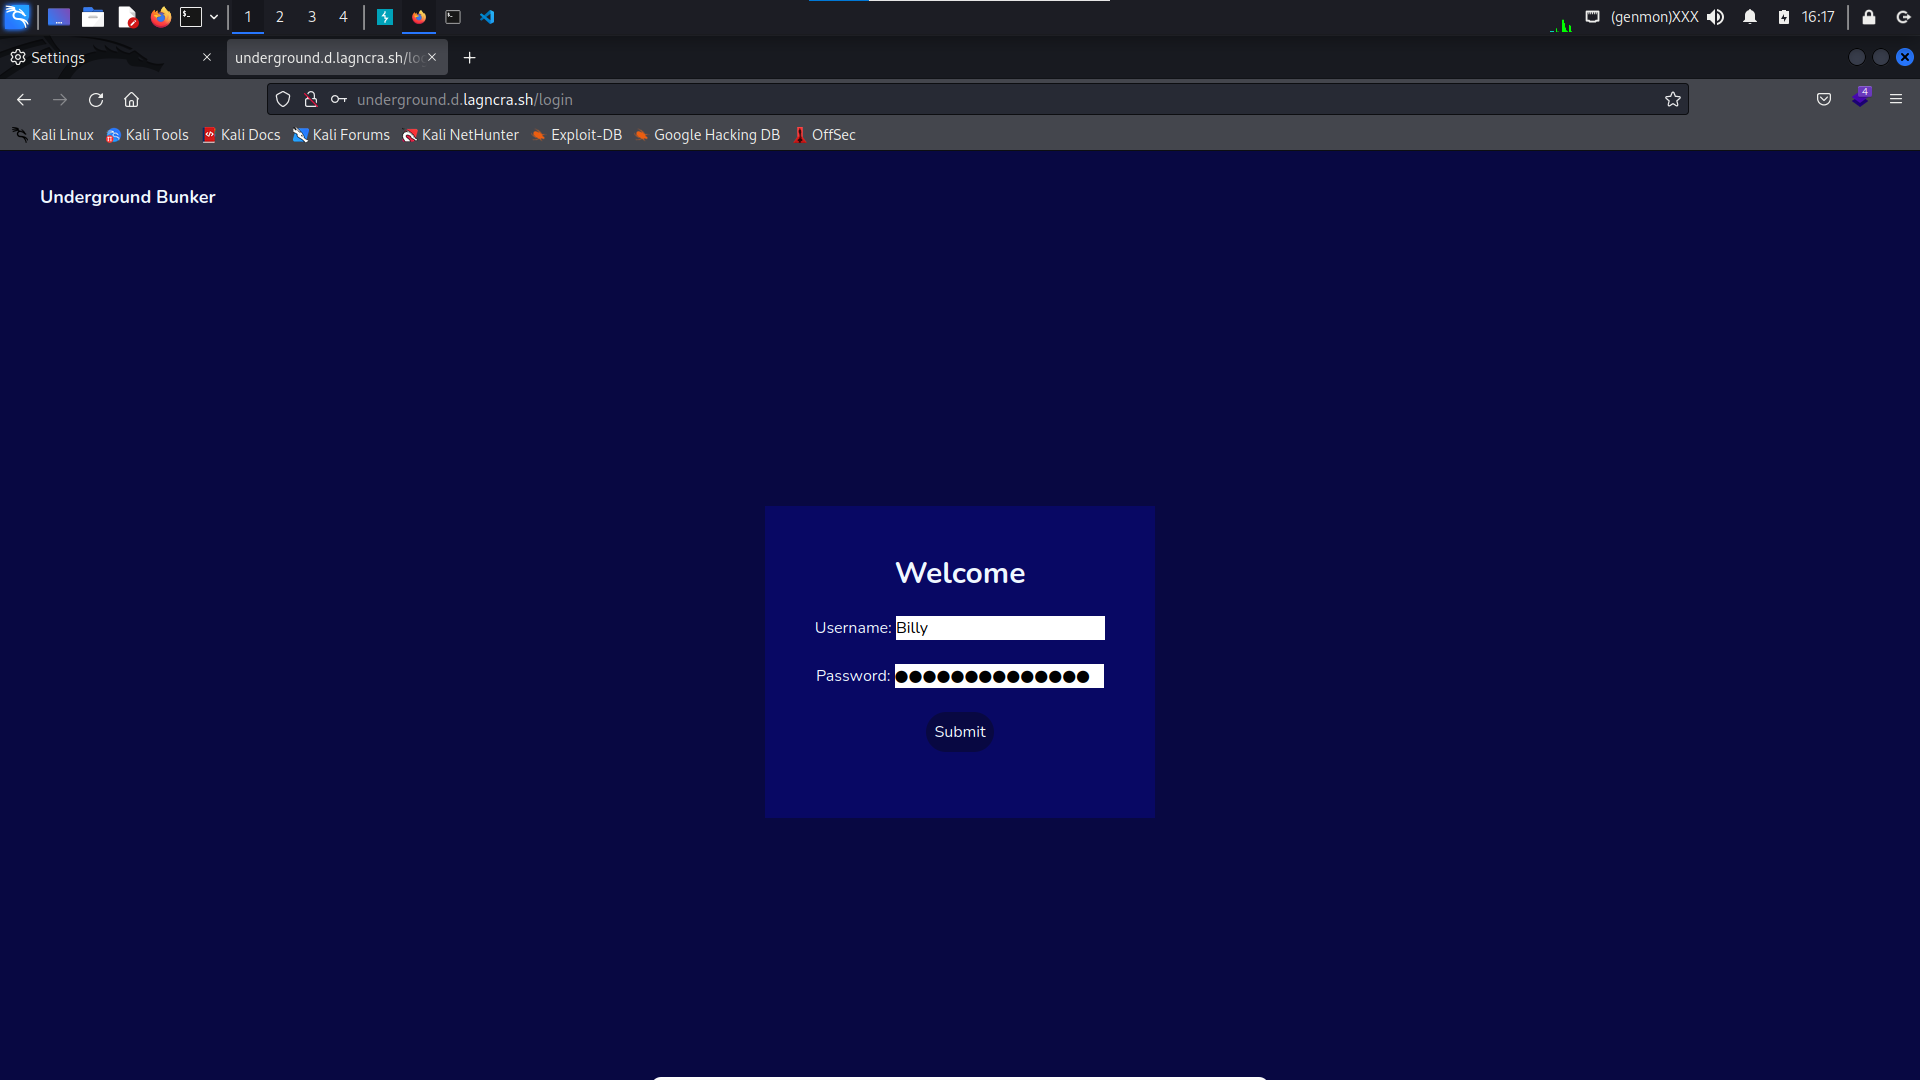 1 2 3 4 (genmon)XXX 16:17
Settings underground.d.lagncra.sh/lo
underground.d.lagncra.sh/login 4
Kali Linux Kali Tools Kali Docs Kali Forums Kali NetHunter Exploit-DB Google Hacking DB OffSec
Underground Bunker
Welcome
Username: Billy
Password: ●●●●●●●●●●●●●●
Submit